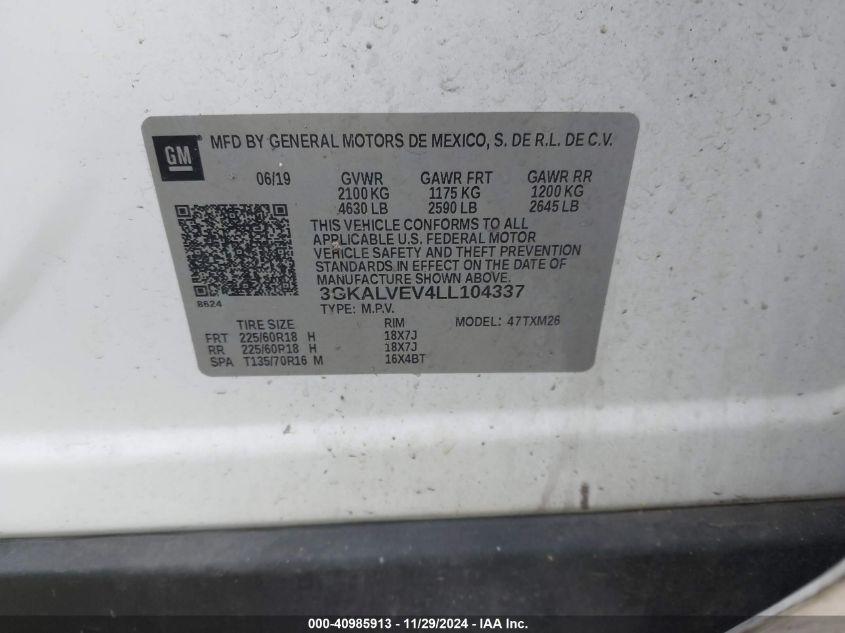 GM
MFD BY GENERAL MOTORS DE MEXICO, S. DE R.L. DE C.V.
06/19 GVWR GAWR FRT GAWR RR
2100 KG 1175 KG 1200 KG
4630 LB 2590 LB 2645 LB
THIS VEHICLE CONFORMS TO ALL
APPLICABLE U.S. FEDERAL MOTOR
VEHICLE SAFETY AND THEFT PREVENTION
STANDARDS IN EFFECT ON THE DATE OF
MANUFACTURE SHOWN ABOVE.
3GKALVEV4LL104337
8624
TYPE: M.P.V.
TIRE SIZE RIM MODEL: 47TXM26
FRT 225/60R18 H 18X7J
RR 225/60R18 H 18X7J
SPA T135/70R16 M 16X4BT
000-40985913 - 11/29/2024 - IAA Inc.